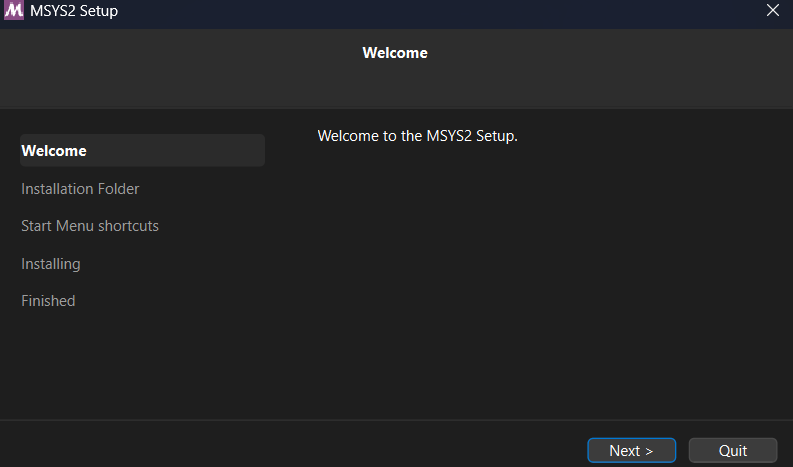 MSYS2 Setup
Welcome
Welcome
Welcome to the MSYS2 Setup.
Installation Folder
Start Menu shortcuts
Installing
Finished
Next >
Quit